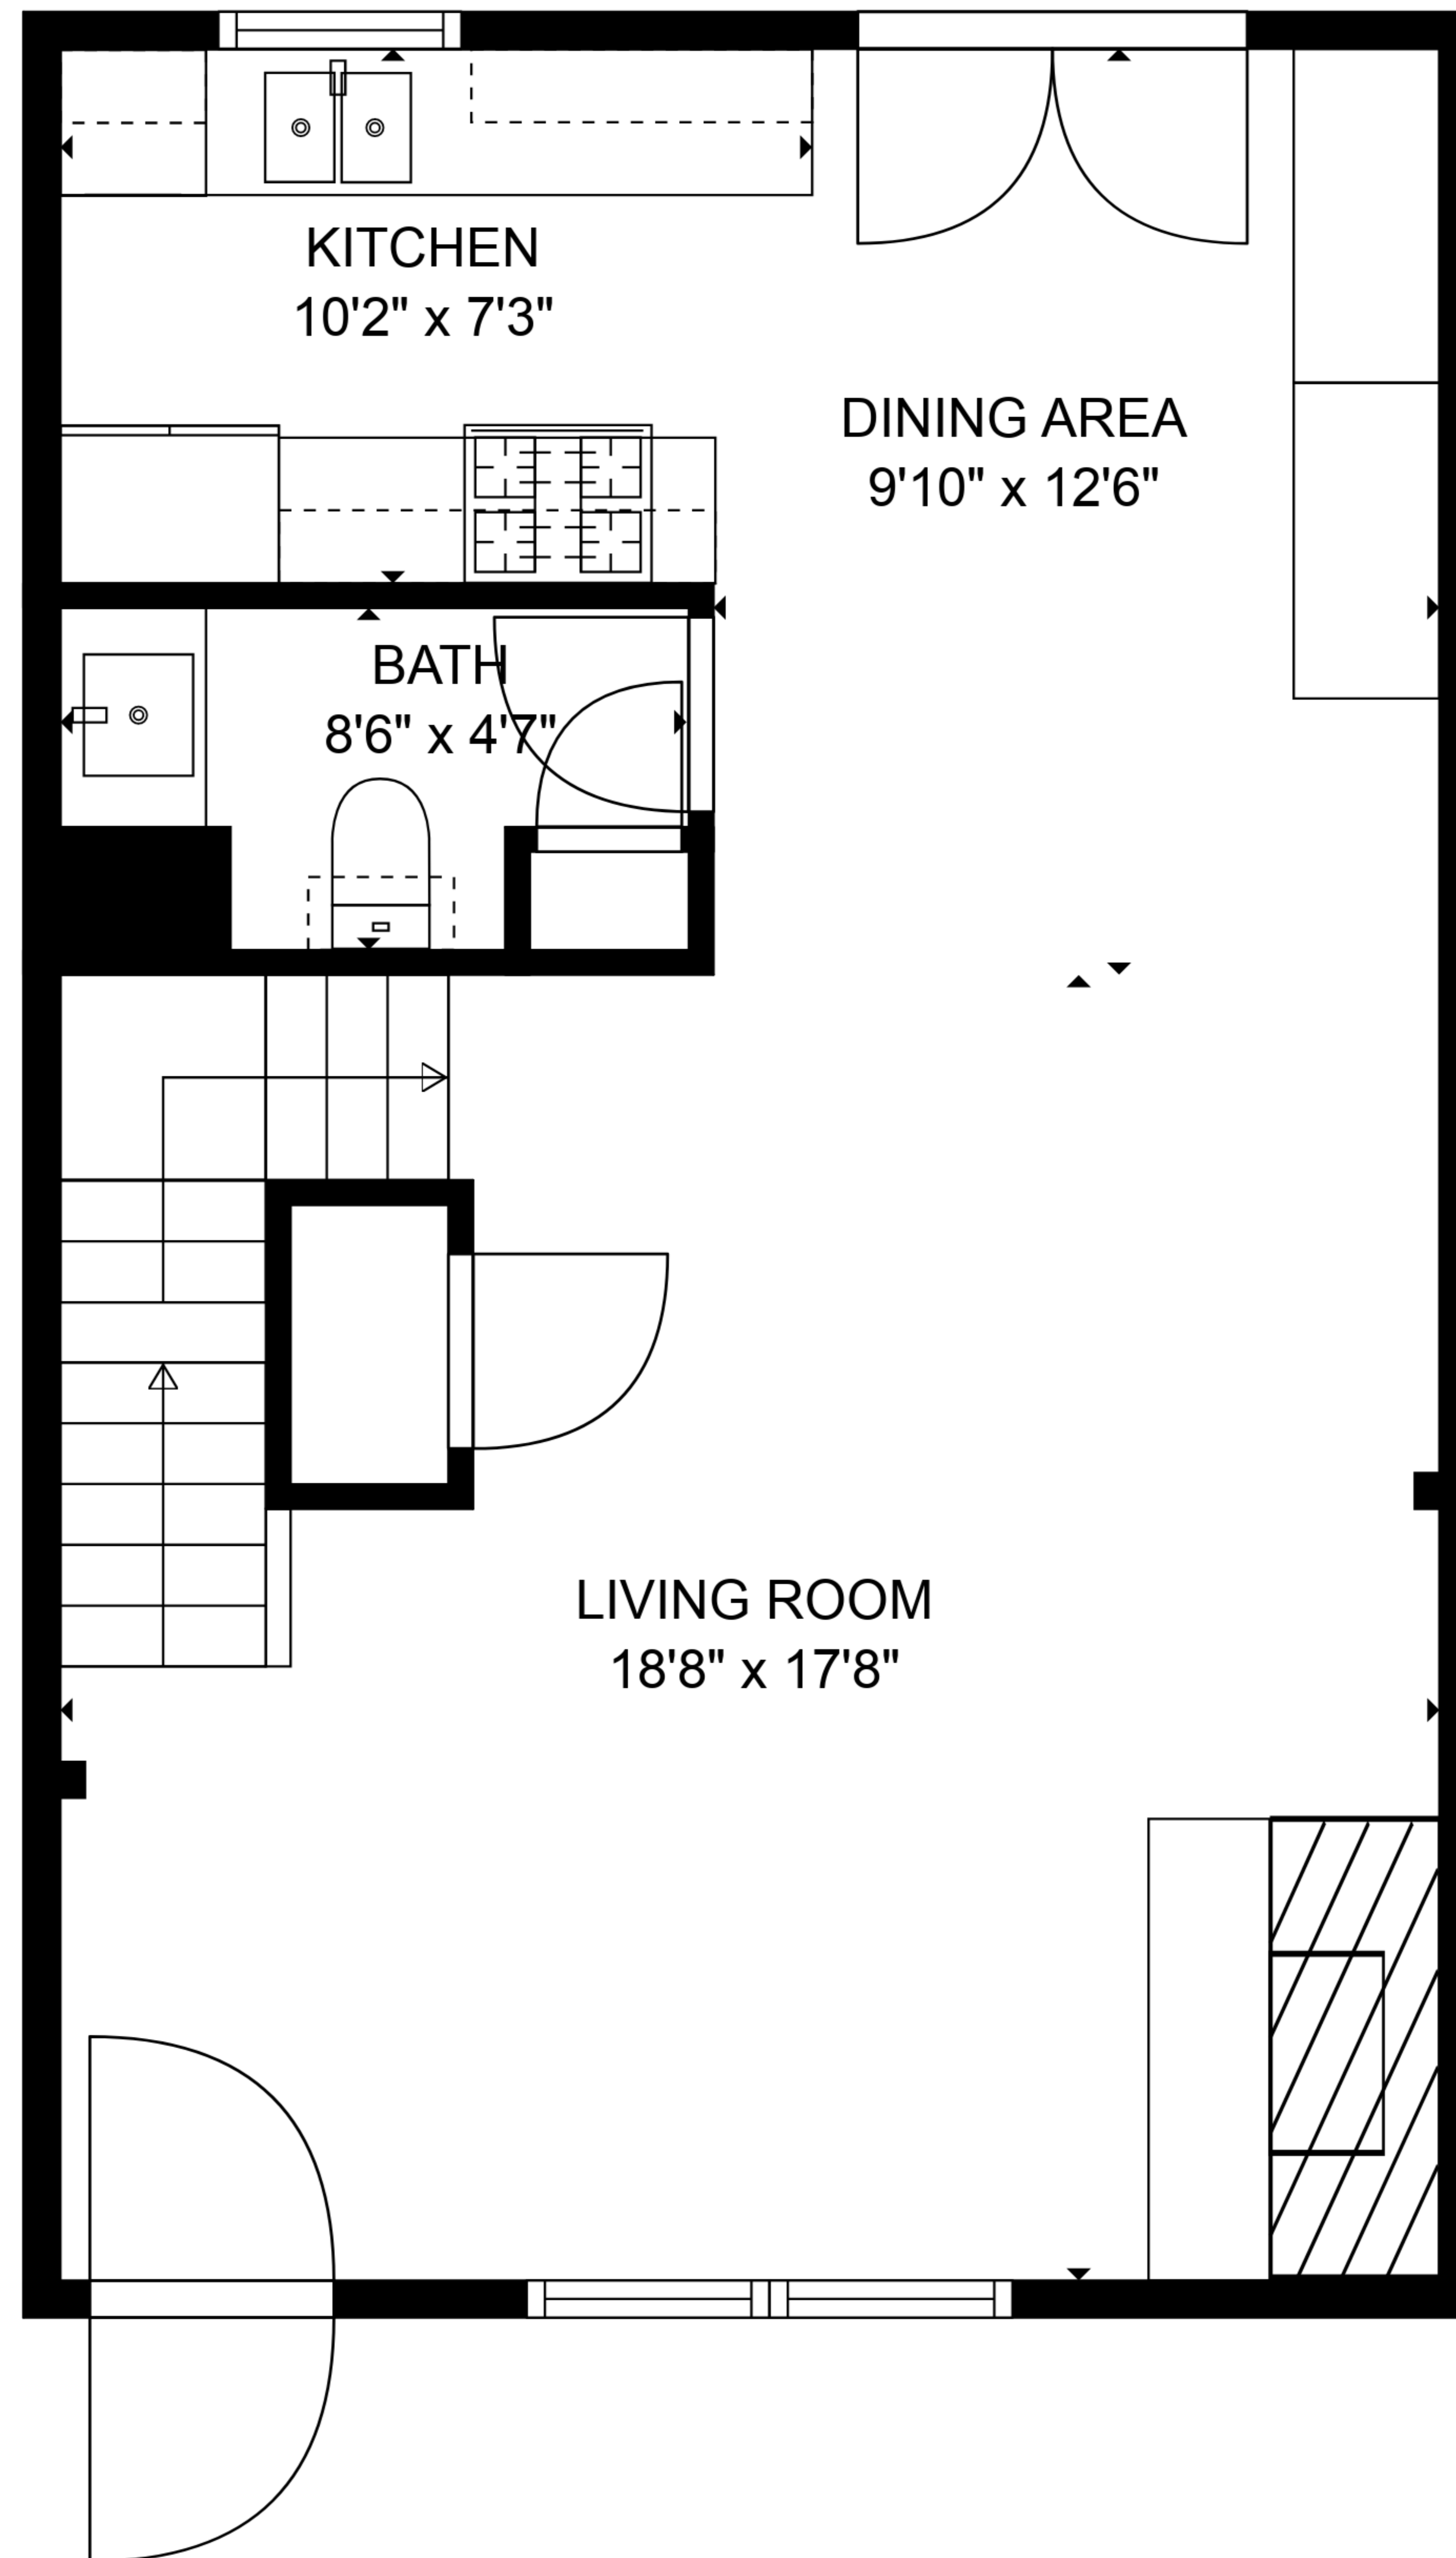 KITCHEN
10'2" x 7'3"
DINING AREA
9'10" x 12'6"
BATH
8'6" x 4'7"
LIVING ROOM
18'8" x 17'8"